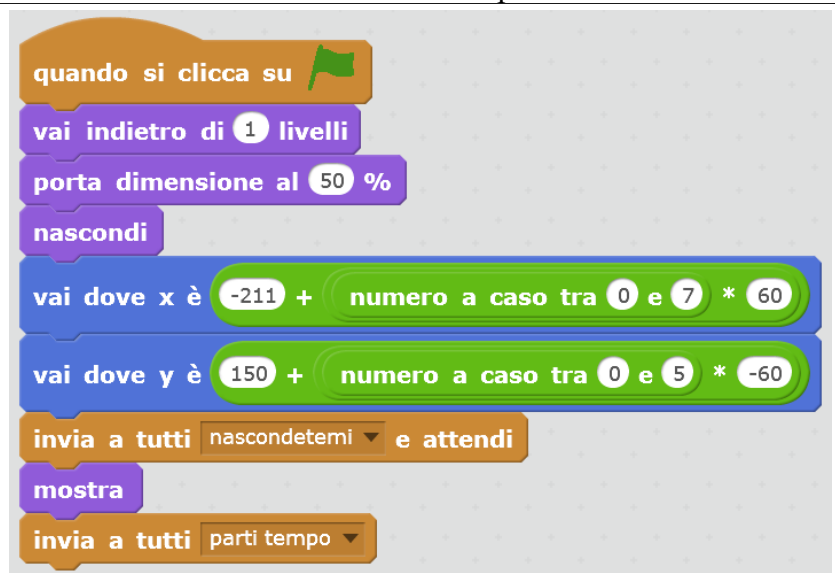 quando si clicca su
vai indietro di 1 livelli
porta dimensione al 50 %
nascondi
vai dove x è -211 + numero a caso tra 0 e 7 * 60
vai dove y è 150 + numero a caso tra 0 e 5 * -60
invia a tutti nascondetemi e attendi
mostra
invia a tutti parti tempo